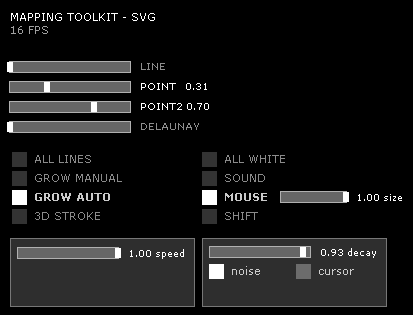 MAPPING TOOLKIT - SVG
16 FPS
LINE
POINT 0.31
POINT2 0.70
DELAUNAY
ALL LINES
GROW MANUAL
GROW AUTO
3D STROKE
ALL WHITE
SOUND
MOUSE 1.00 size
SHIFT
1.00 speed
0.93 decay
noise cursor